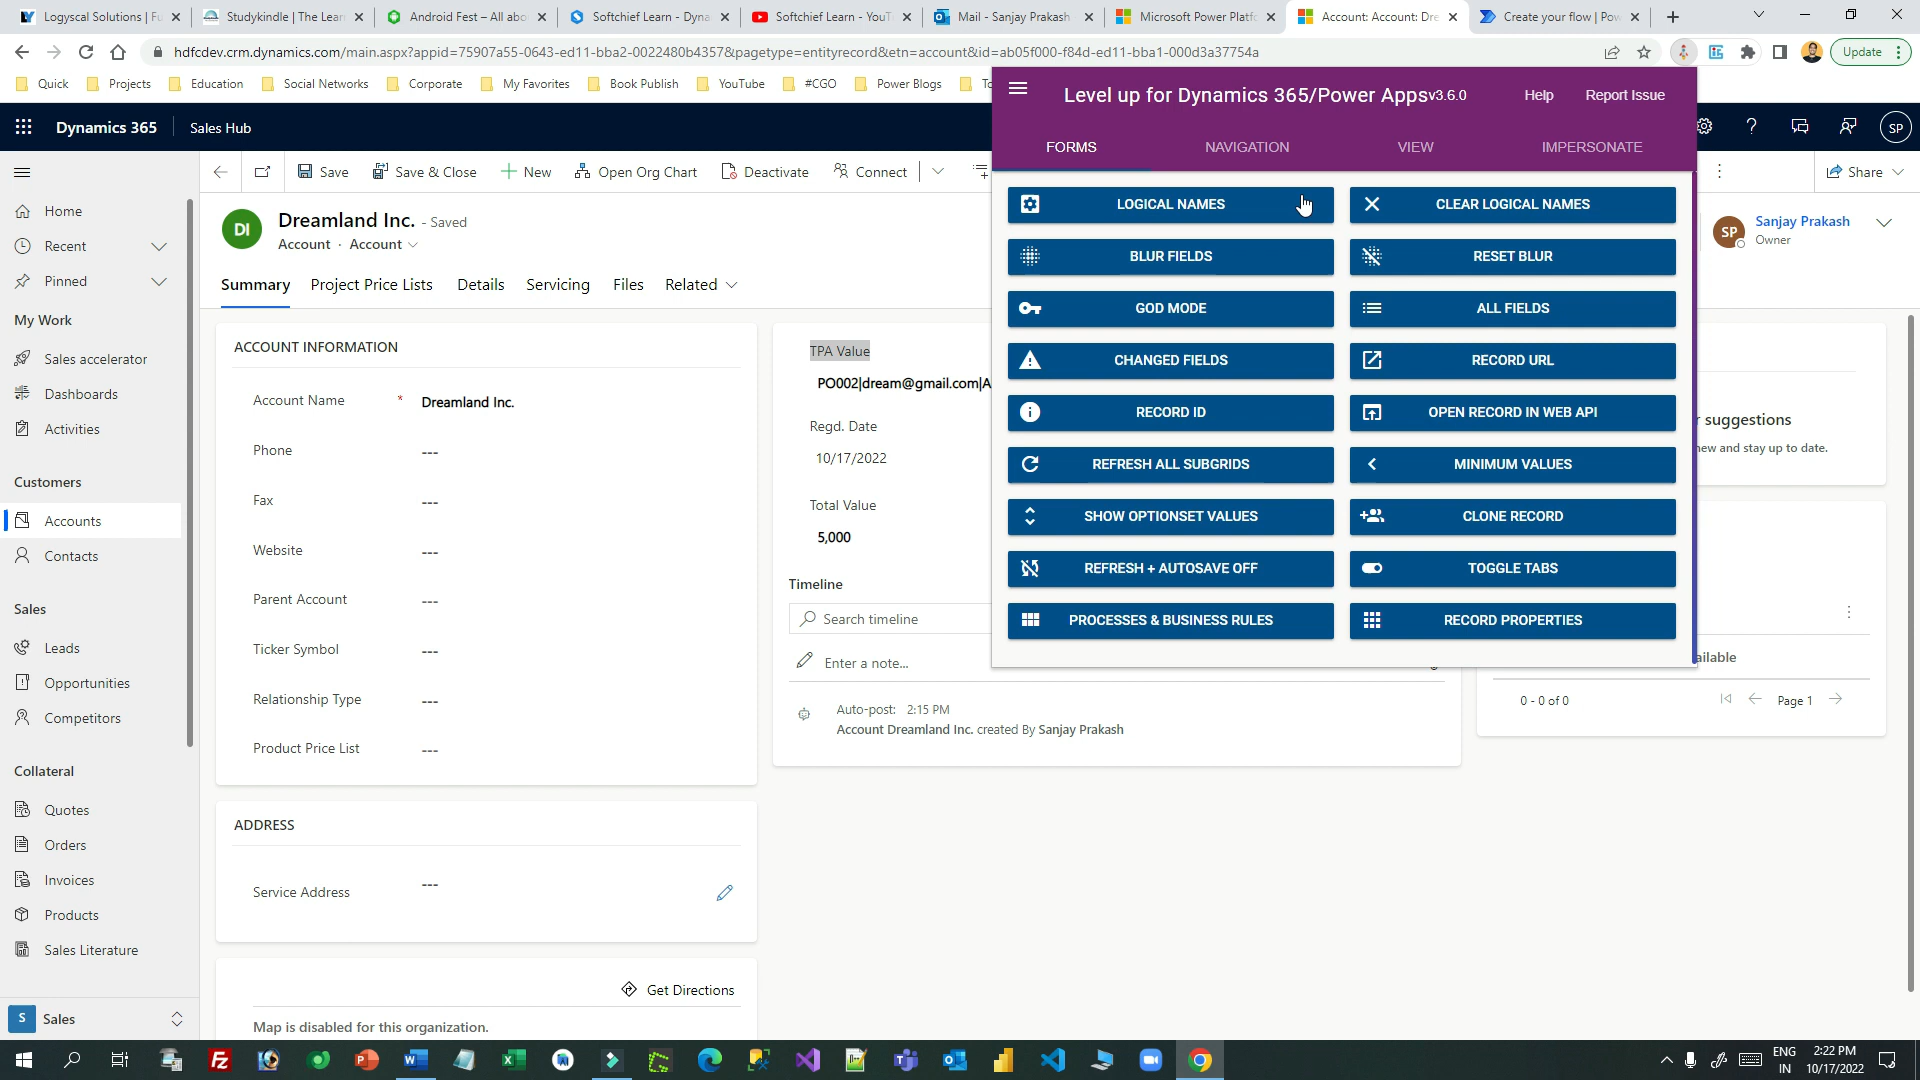 Logyscal Solutions | Fu
Studykindle | The Lear
Android Fest – All abo
Softchief Learn - Dyna
Softchief Learn - YouT
Mail - Sanjay Prakash
Microsoft Power Platfo
Account: Account: Dre
Create your flow | Pow
hdfcdev.crm.dynamics.com/main.aspx?appid=75907a55-0643-ed11-bba2-0022480b4357&pagetype=entityrecord&etn=account&id=ab05f000-f84d-ed11-bba1-000d3a37754a
Update
Quick
Projects
Education
Social Networks
Corporate
My Favorites
Book Publish
YouTube
#CGO
Power Blogs
Level up for Dynamics 365/Power Apps v3.6.0
Help
Report Issue
FORMS
NAVIGATION
VIEW
IMPERSONATE
Dynamics 365
Sales Hub
SP
Save
Save & Close
New
Open Org Chart
Deactivate
Connect
Share
Home
Recent
Pinned
My Work
Sales accelerator
Dashboards
Activities
Customers
Accounts
Contacts
Sales
Leads
Opportunities
Competitors
Collateral
Quotes
Orders
Invoices
Products
Sales Literature
S
Sales
DI
Dreamland Inc. - Saved
Account · Account
SP
Sanjay Prakash
Owner
Summary
Project Price Lists
Details
Servicing
Files
Related
ACCOUNT INFORMATION
Account Name
*
Dreamland Inc.
Phone
---
Fax
---
Website
---
Parent Account
---
Ticker Symbol
---
Relationship Type
---
Product Price List
---
ADDRESS
Service Address
---
Get Directions
Map is disabled for this organization.
TPA Value
PO002|dream@gmail.com|A
Regd. Date
10/17/2022
Total Value
5,000
Timeline
Search timeline
Enter a note...
Auto-post: 2:15 PM
Account Dreamland Inc. created By Sanjay Prakash
LOGICAL NAMES
CLEAR LOGICAL NAMES
BLUR FIELDS
RESET BLUR
GOD MODE
ALL FIELDS
CHANGED FIELDS
RECORD URL
RECORD ID
OPEN RECORD IN WEB API
REFRESH ALL SUBGRIDS
MINIMUM VALUES
SHOW OPTIONSET VALUES
CLONE RECORD
REFRESH + AUTOSAVE OFF
TOGGLE TABS
PROCESSES & BUSINESS RULES
RECORD PROPERTIES
r suggestions
new and stay up to date.
ailable
0 - 0 of 0
Page 1
ENG
IN
2:22 PM
10/17/2022